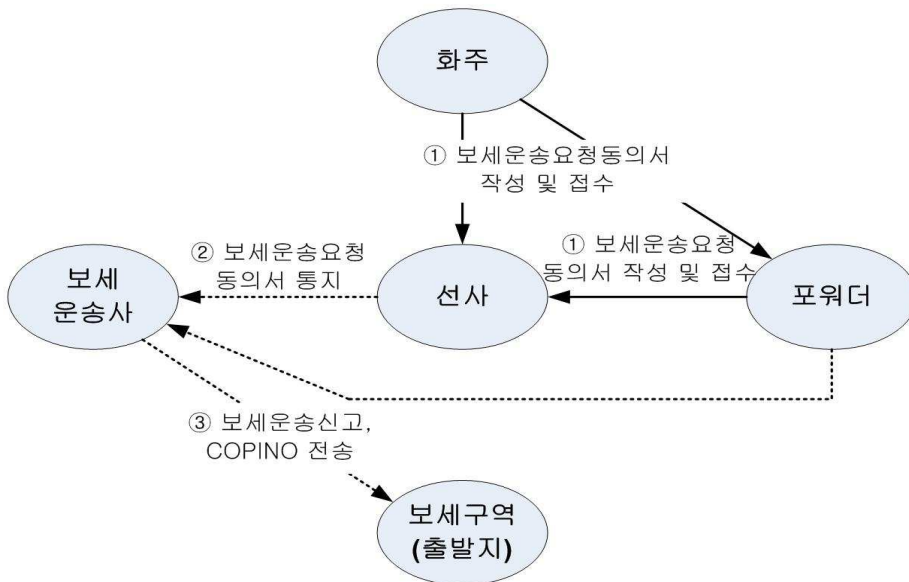 화주
① 보세운송요청동의서
작성 및 접수
② 보세운송요청
동의서 통지
① 보세운송요청
동의서 작성 및 접수
보세
운송사
선사
포워더
③ 보세운송신고,
COPINO 전송
보세구역
(출발지)